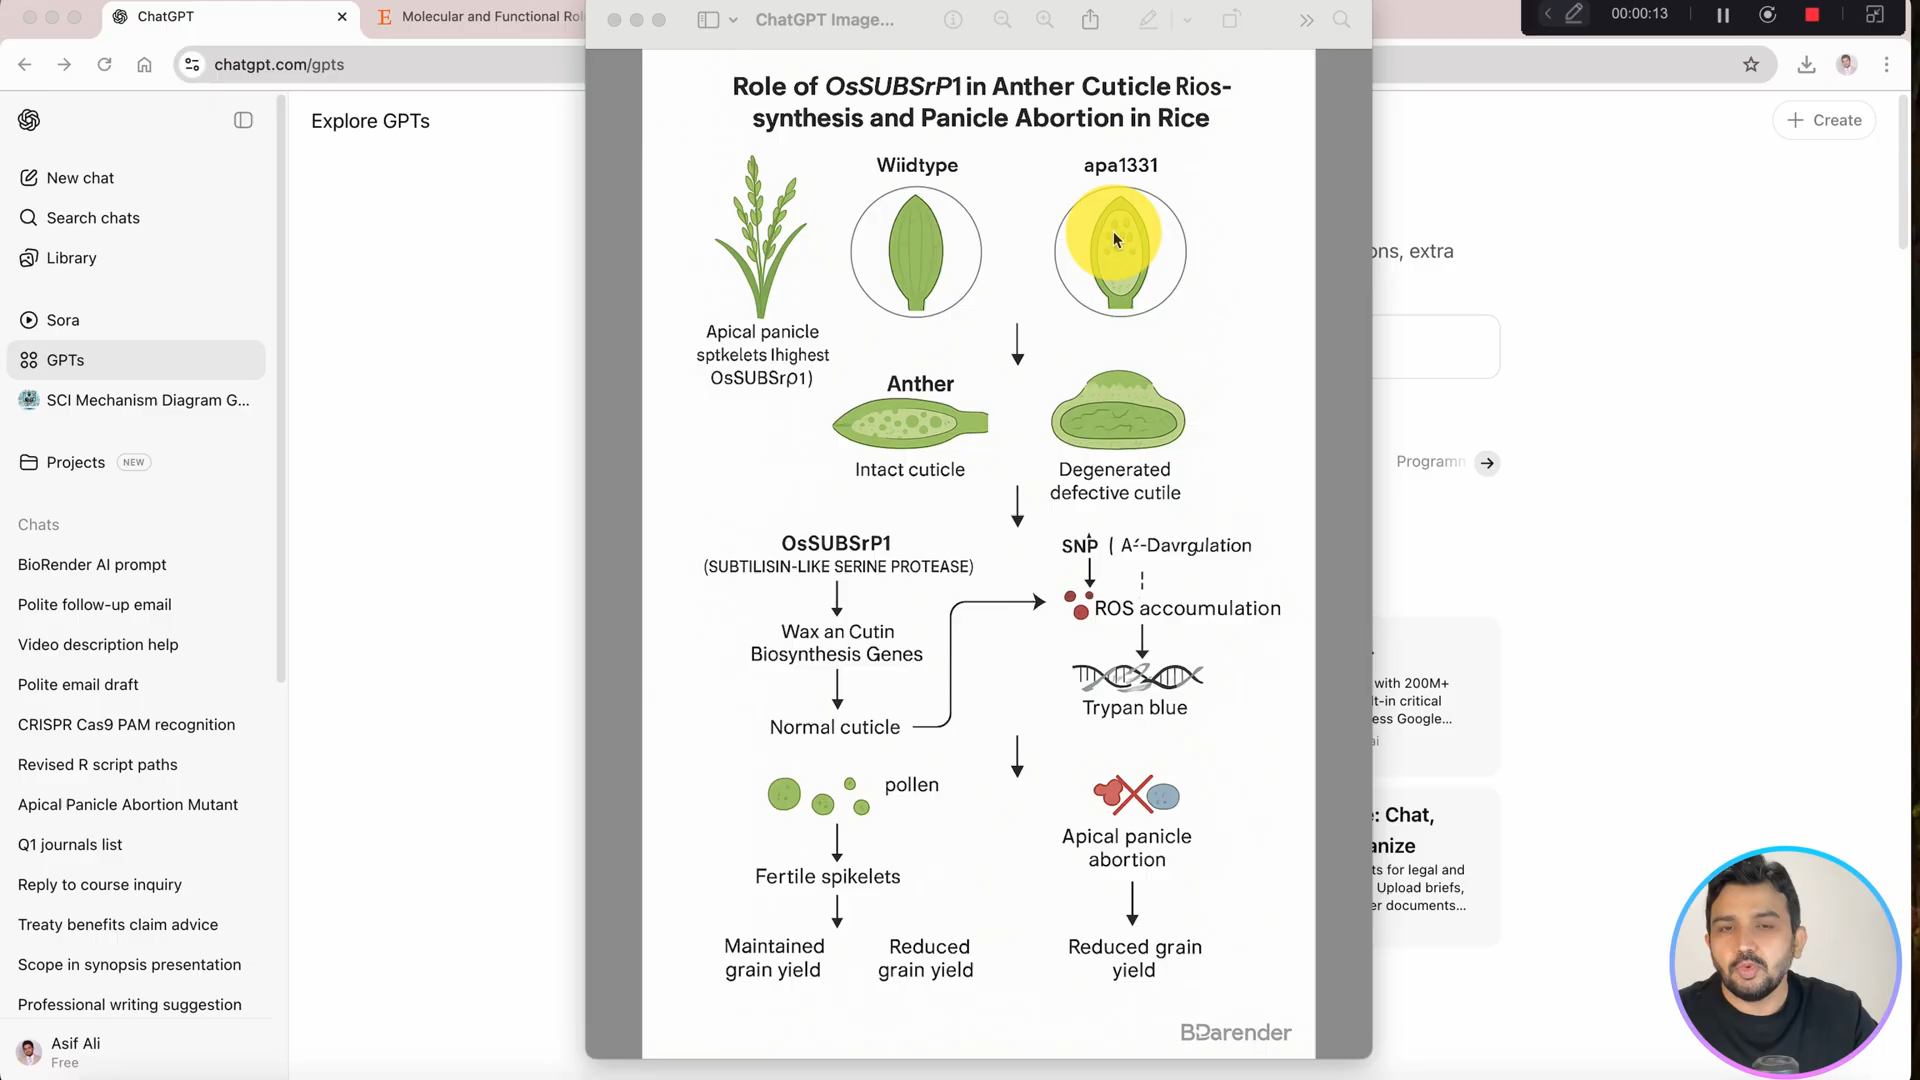 ChatGPT
Molecular and Functional Ro
ChatGPT Image...
00:00:13
chatgpt.com/gpts
Explore GPTs
Create
New chat
Search chats
Library
Sora
GPTs
SCI Mechanism Diagram G...
Projects NEW
Chats
BioRender AI prompt
Polite follow-up email
Video description help
Polite email draft
CRISPR Cas9 PAM recognition
Revised R script paths
Apical Panicle Abortion Mutant
Q1 journals list
Reply to course inquiry
Treaty benefits claim advice
Scope in synopsis presentation
Professional writing suggestion
Asif Ali
Free
Role of OsSUBSrP1 in Anther Cuticle Rios-
synthesis and Panicle Abortion in Rice
Wiidtype
apa1331
Apical panicle
sptkelets lhighest
OsSUBSrρ1)
Anther
Intact cuticle
Degenerated
defective cutile
OsSUBSrP1
(SUBTILISIN-LIKE SERINE PROTEASE)
Wax an Cutin
Biosynthesis Genes
Normal cuticle
SNP ( A²-Davrgulation
ROS accoumulation
Trypan blue
pollen
Fertile spikelets
Apical panicle
abortion
Maintained
grain yield
Reduced
grain yield
Reduced grain
yield
BDarender
ons, extra
Programm
with 200M+
lt-in critical
ess Google...
ai
: Chat,
anize
ts for legal and
Upload briefs,
er documents...